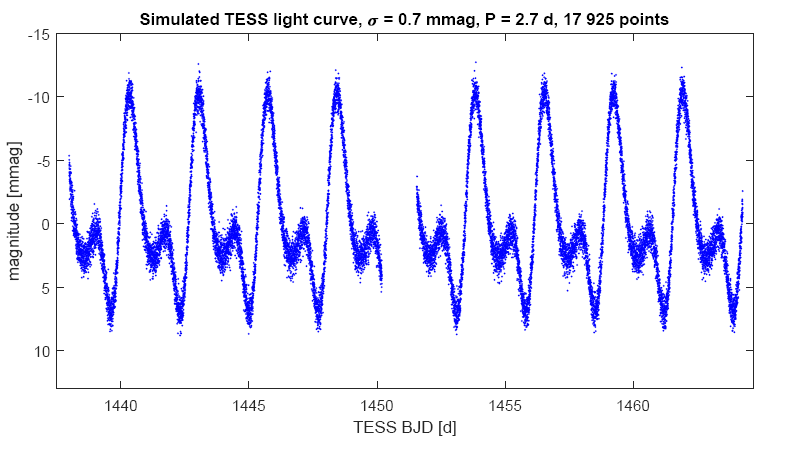 Simulated TESS light curve, σ = 0.7 mmag, P = 2.7 d, 17 925 points
-15
-10
-5
0
5
10
magnitude [mmag]
1440 1445 1450 1455 1460
TESS BJD [d]